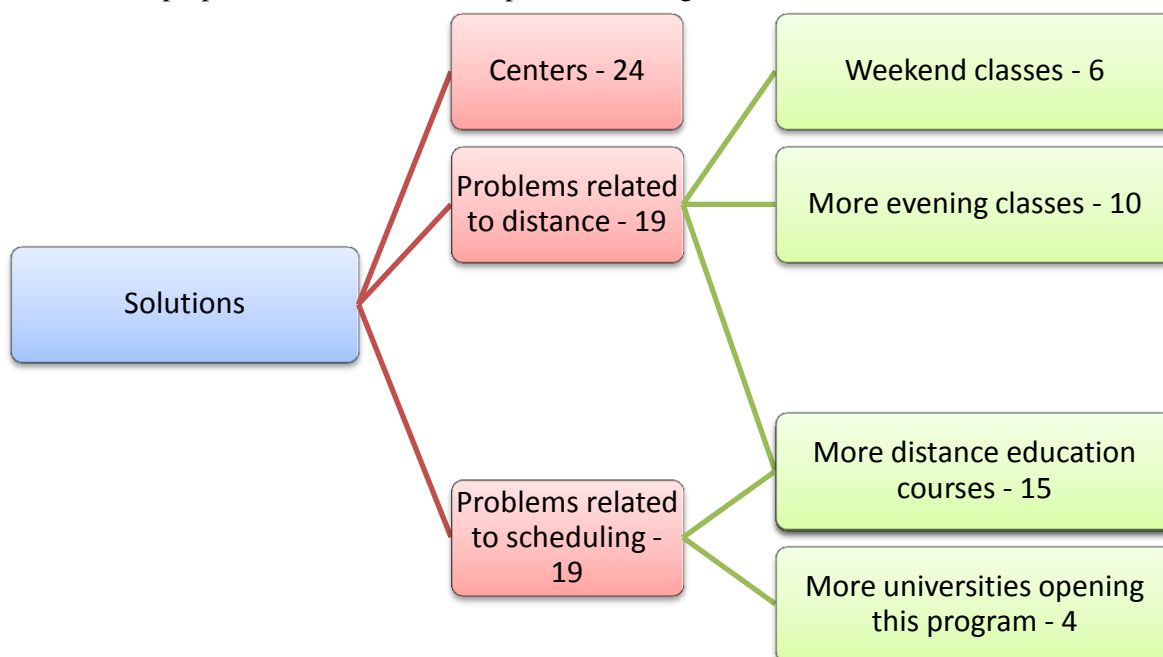 Centers - 24
Weekend classes - 6
Problems related
to distance - 19
More evening classes - 10
Solutions
More distance education
courses - 15
Problems related
to scheduling -
19
More universities opening
this program - 4